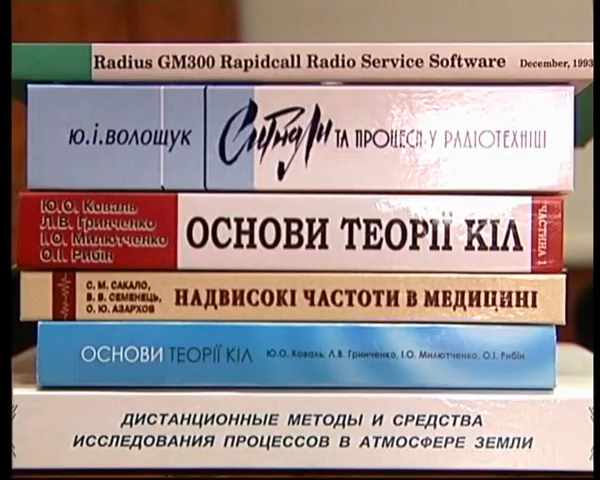 Radius GM300 Rapidcall Radio Service Software December, 1993
Ю.І.ВОЛОЩУК Сигнали ТА ПРОЦЕСИ У РАДІОТЕХНІЦІ
Ю.О. Коваль
Л.В. Гринченко
І.О. Милютченко
О.І. Рибін
ОСНОВИ ТЕОРІЇ КІЛ ЧАСТИНА 1
С. М. САКАЛО,
В. В. СЕМЕНЕЦЬ,
О. Ю. АЗАРХОВ
НАДВИСОКІ ЧАСТОТИ В МЕДИЦИНІ
ОСНОВИ ТЕОРІЇ КІЛ Ю.О. Коваль, Л.В. Гринченко, І.О. Милютченко, О.І. Рибін
ДИСТАНЦИОННЫЕ МЕТОДЫ И СРЕДСТВА
ИССЛЕДОВАНИЯ ПРОЦЕССОВ В АТМОСФЕРЕ ЗЕМЛИ